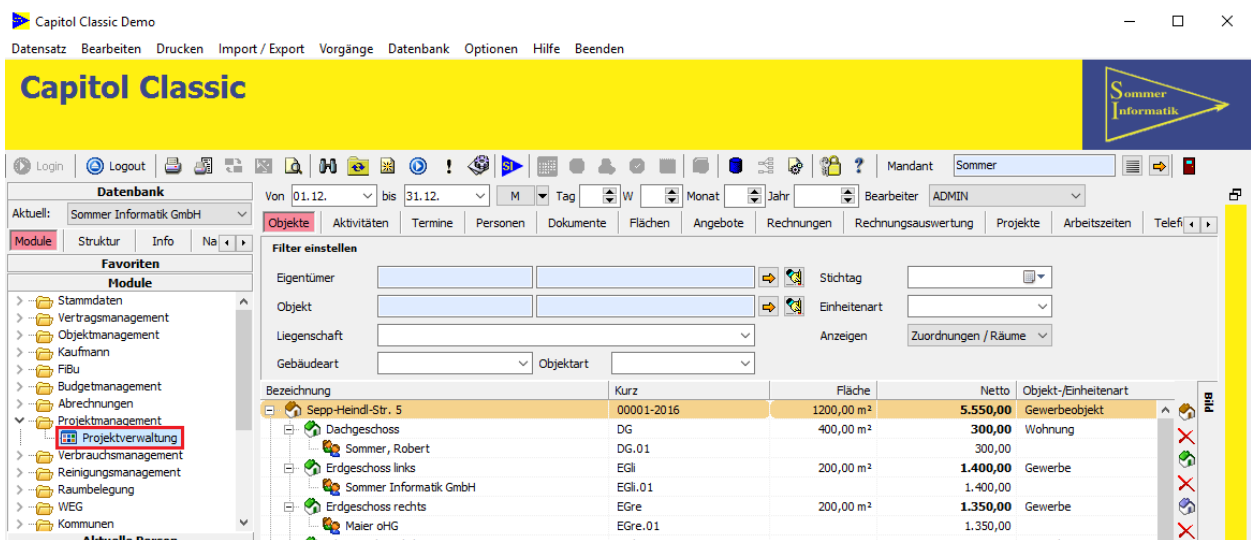 Capitol Classic Demo
Datensatz Bearbeiten Drucken Import / Export Vorgänge Datenbank Optionen Hilfe Beenden
Capitol Classic
Sommer
Informatik
Login Logout SI ! ? Mandant Sommer
Datenbank
Von 01.12. bis 31.12. M Tag W Monat Jahr Bearbeiter ADMIN
Aktuell: Sommer Informatik GmbH
Objekte Aktivitäten Termine Personen Dokumente Flächen Angebote Rechnungen Rechnungsauswertung Projekte Arbeitszeiten Telef
Module Struktur Info Na
Filter einstellen
Favoriten
Module
Eigentümer Stichtag
Objekt Einheitenart
Liegenschaft Anzeigen Zuordnungen / Räume
Gebäudeart Objektart
Stammdaten
Vertragsmanagement
Objektmanagement
Kaufmann
FiBu
Budgetmanagement
Abrechnungen
Projektmanagement
Projektverwaltung
Verbrauchsmanagement
Reinigungsmanagement
Raumbelegung
WEG
Kommunen
Aktuelle Person
Bezeichnung Kurz Fläche Netto Objekt-/Einheitenart
Sepp-Heindl-Str. 5 00001-2016 1200,00 m² 5.550,00 Gewerbeobjekt
Dachgeschoss DG 400,00 m² 300,00 Wohnung
Sommer, Robert DG.01 300,00
Erdgeschoss links EGli 200,00 m² 1.400,00 Gewerbe
Sommer Informatik GmbH EGli.01 1.400,00
Erdgeschoss rechts EGre 200,00 m² 1.350,00 Gewerbe
Maier oHG EGre.01 1.350,00
Bild